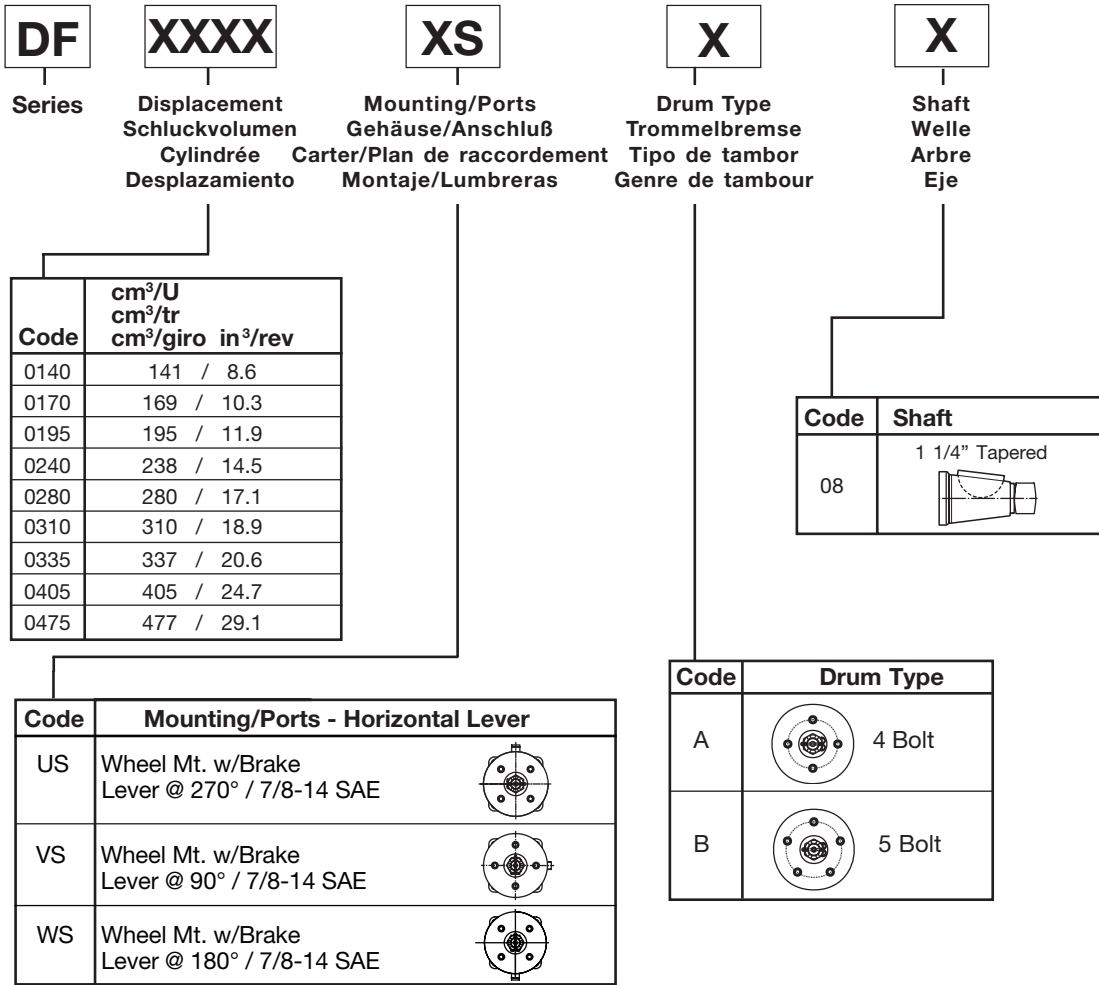 DF XXXX XS X X
Series
Displacement
Schluckvolumen
Cylindrée
Desplazamiento
Mounting/Ports
Gehäuse/Anschluß
Carter/Plan de raccordement
Montaje/Lumbreras
Drum Type
Trommelbremse
Tipo de tambor
Genre de tambour
Shaft
Welle
Arbre
Eje
cm³/U
cm³/tr
Code cm³/giro in³/rev
0140 141 / 8.6
0170 169 / 10.3
0195 195 / 11.9
0240 238 / 14.5
0280 280 / 17.1
0310 310 / 18.9
0335 337 / 20.6
0405 405 / 24.7
0475 477 / 29.1
Code Shaft
1 1/4” Tapered
08
Code Mounting/Ports - Horizontal Lever
US Wheel Mt. w/Brake
Lever @ 270° / 7/8-14 SAE
VS Wheel Mt. w/Brake
Lever @ 90° / 7/8-14 SAE
WS Wheel Mt. w/Brake
Lever @ 180° / 7/8-14 SAE
Code Drum Type
A 4 Bolt
B 5 Bolt